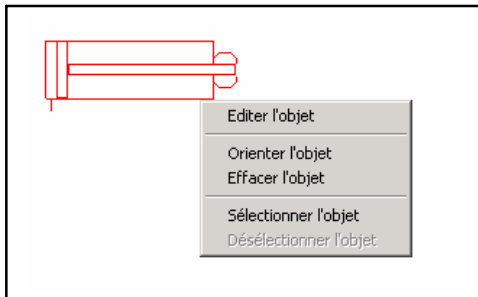 Editer l'objet
Orienter l'objet
Effacer l'objet
Sélectionner l'objet
Désélectionner l'objet